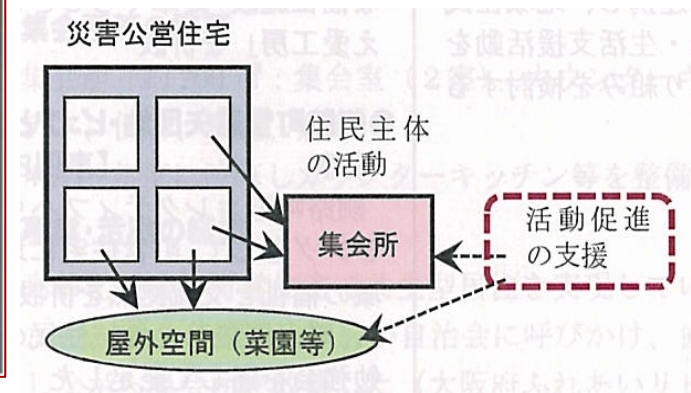 災害公営住宅
住民主体
の活動
集会所
活動促進
の支援
屋外空間（菜園等）